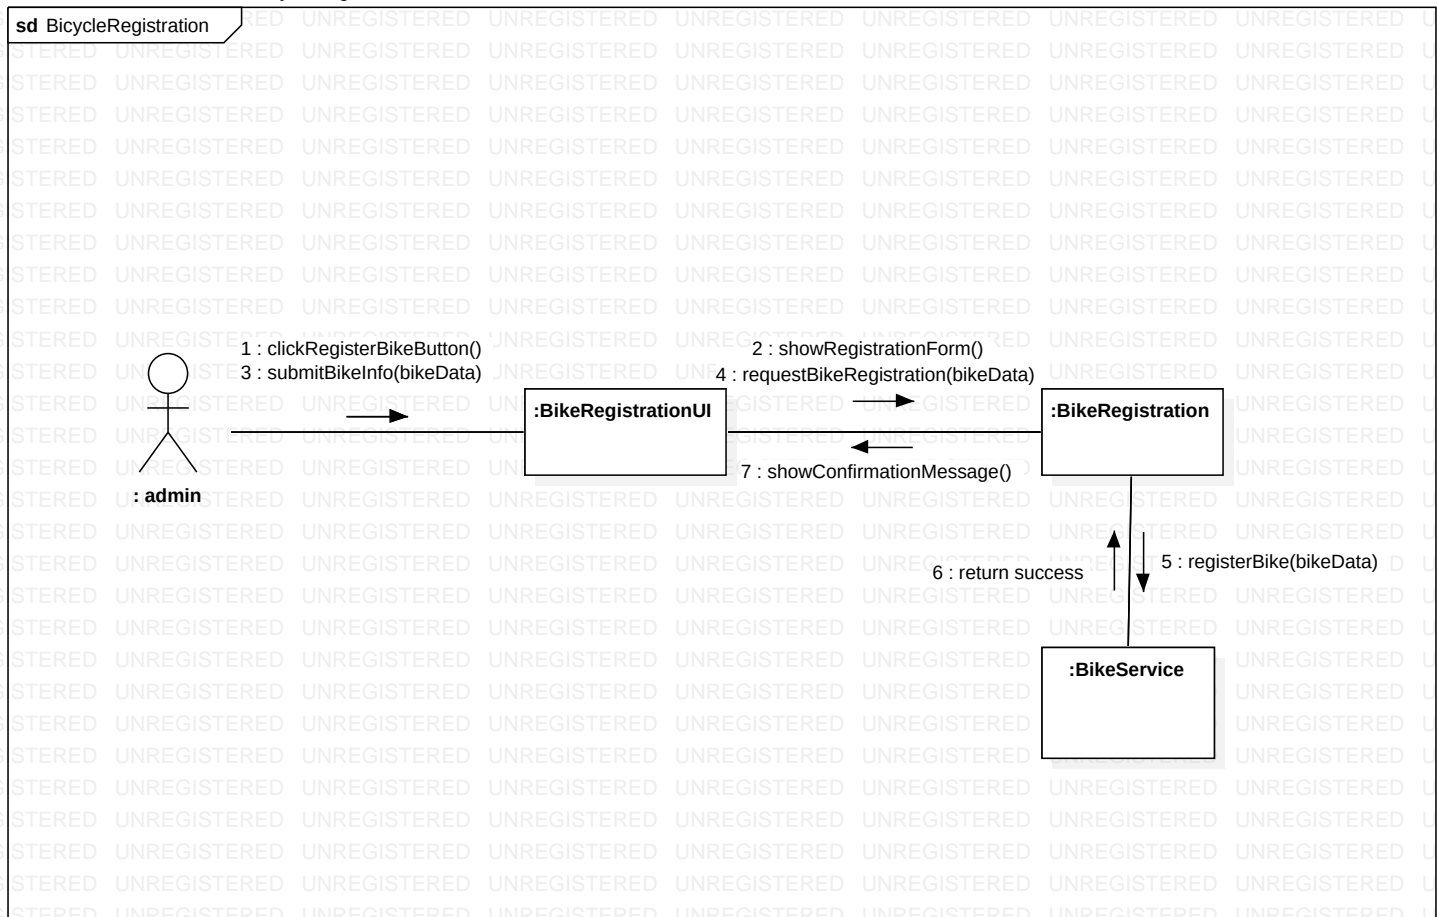 sd BicycleRegistration
1 : clickRegisterBikeButton()
3 : submitBikeInfo(bikeData)
2 : showRegistrationForm()
4 : requestBikeRegistration(bikeData)
:BikeRegistrationUI
:BikeRegistration
7 : showConfirmationMessage()
: admin
5 : registerBike(bikeData)
6 : return success
:BikeService
UNREGISTERED